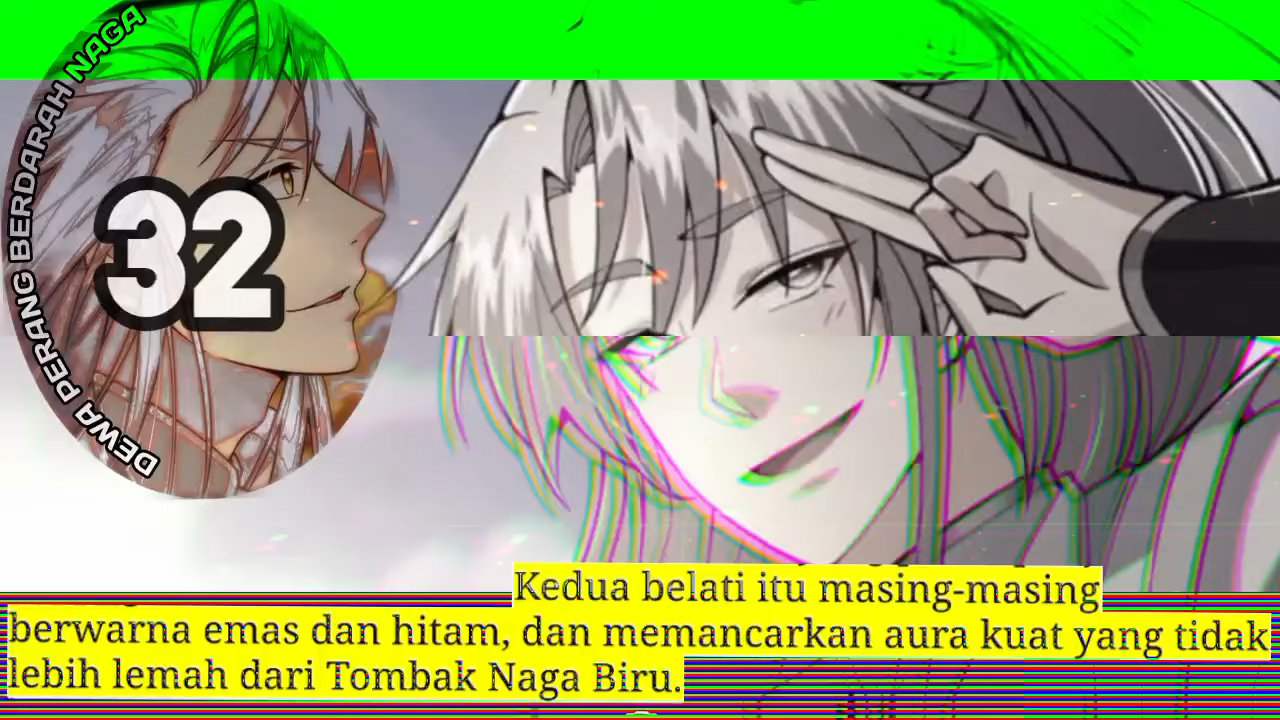 DEWA PERANG BERDARAH NAGA
32
Kedua belati itu masing-masing
berwarna emas dan hitam, dan memancarkan aura kuat yang tidak
lebih lemah dari Tombak Naga Biru.